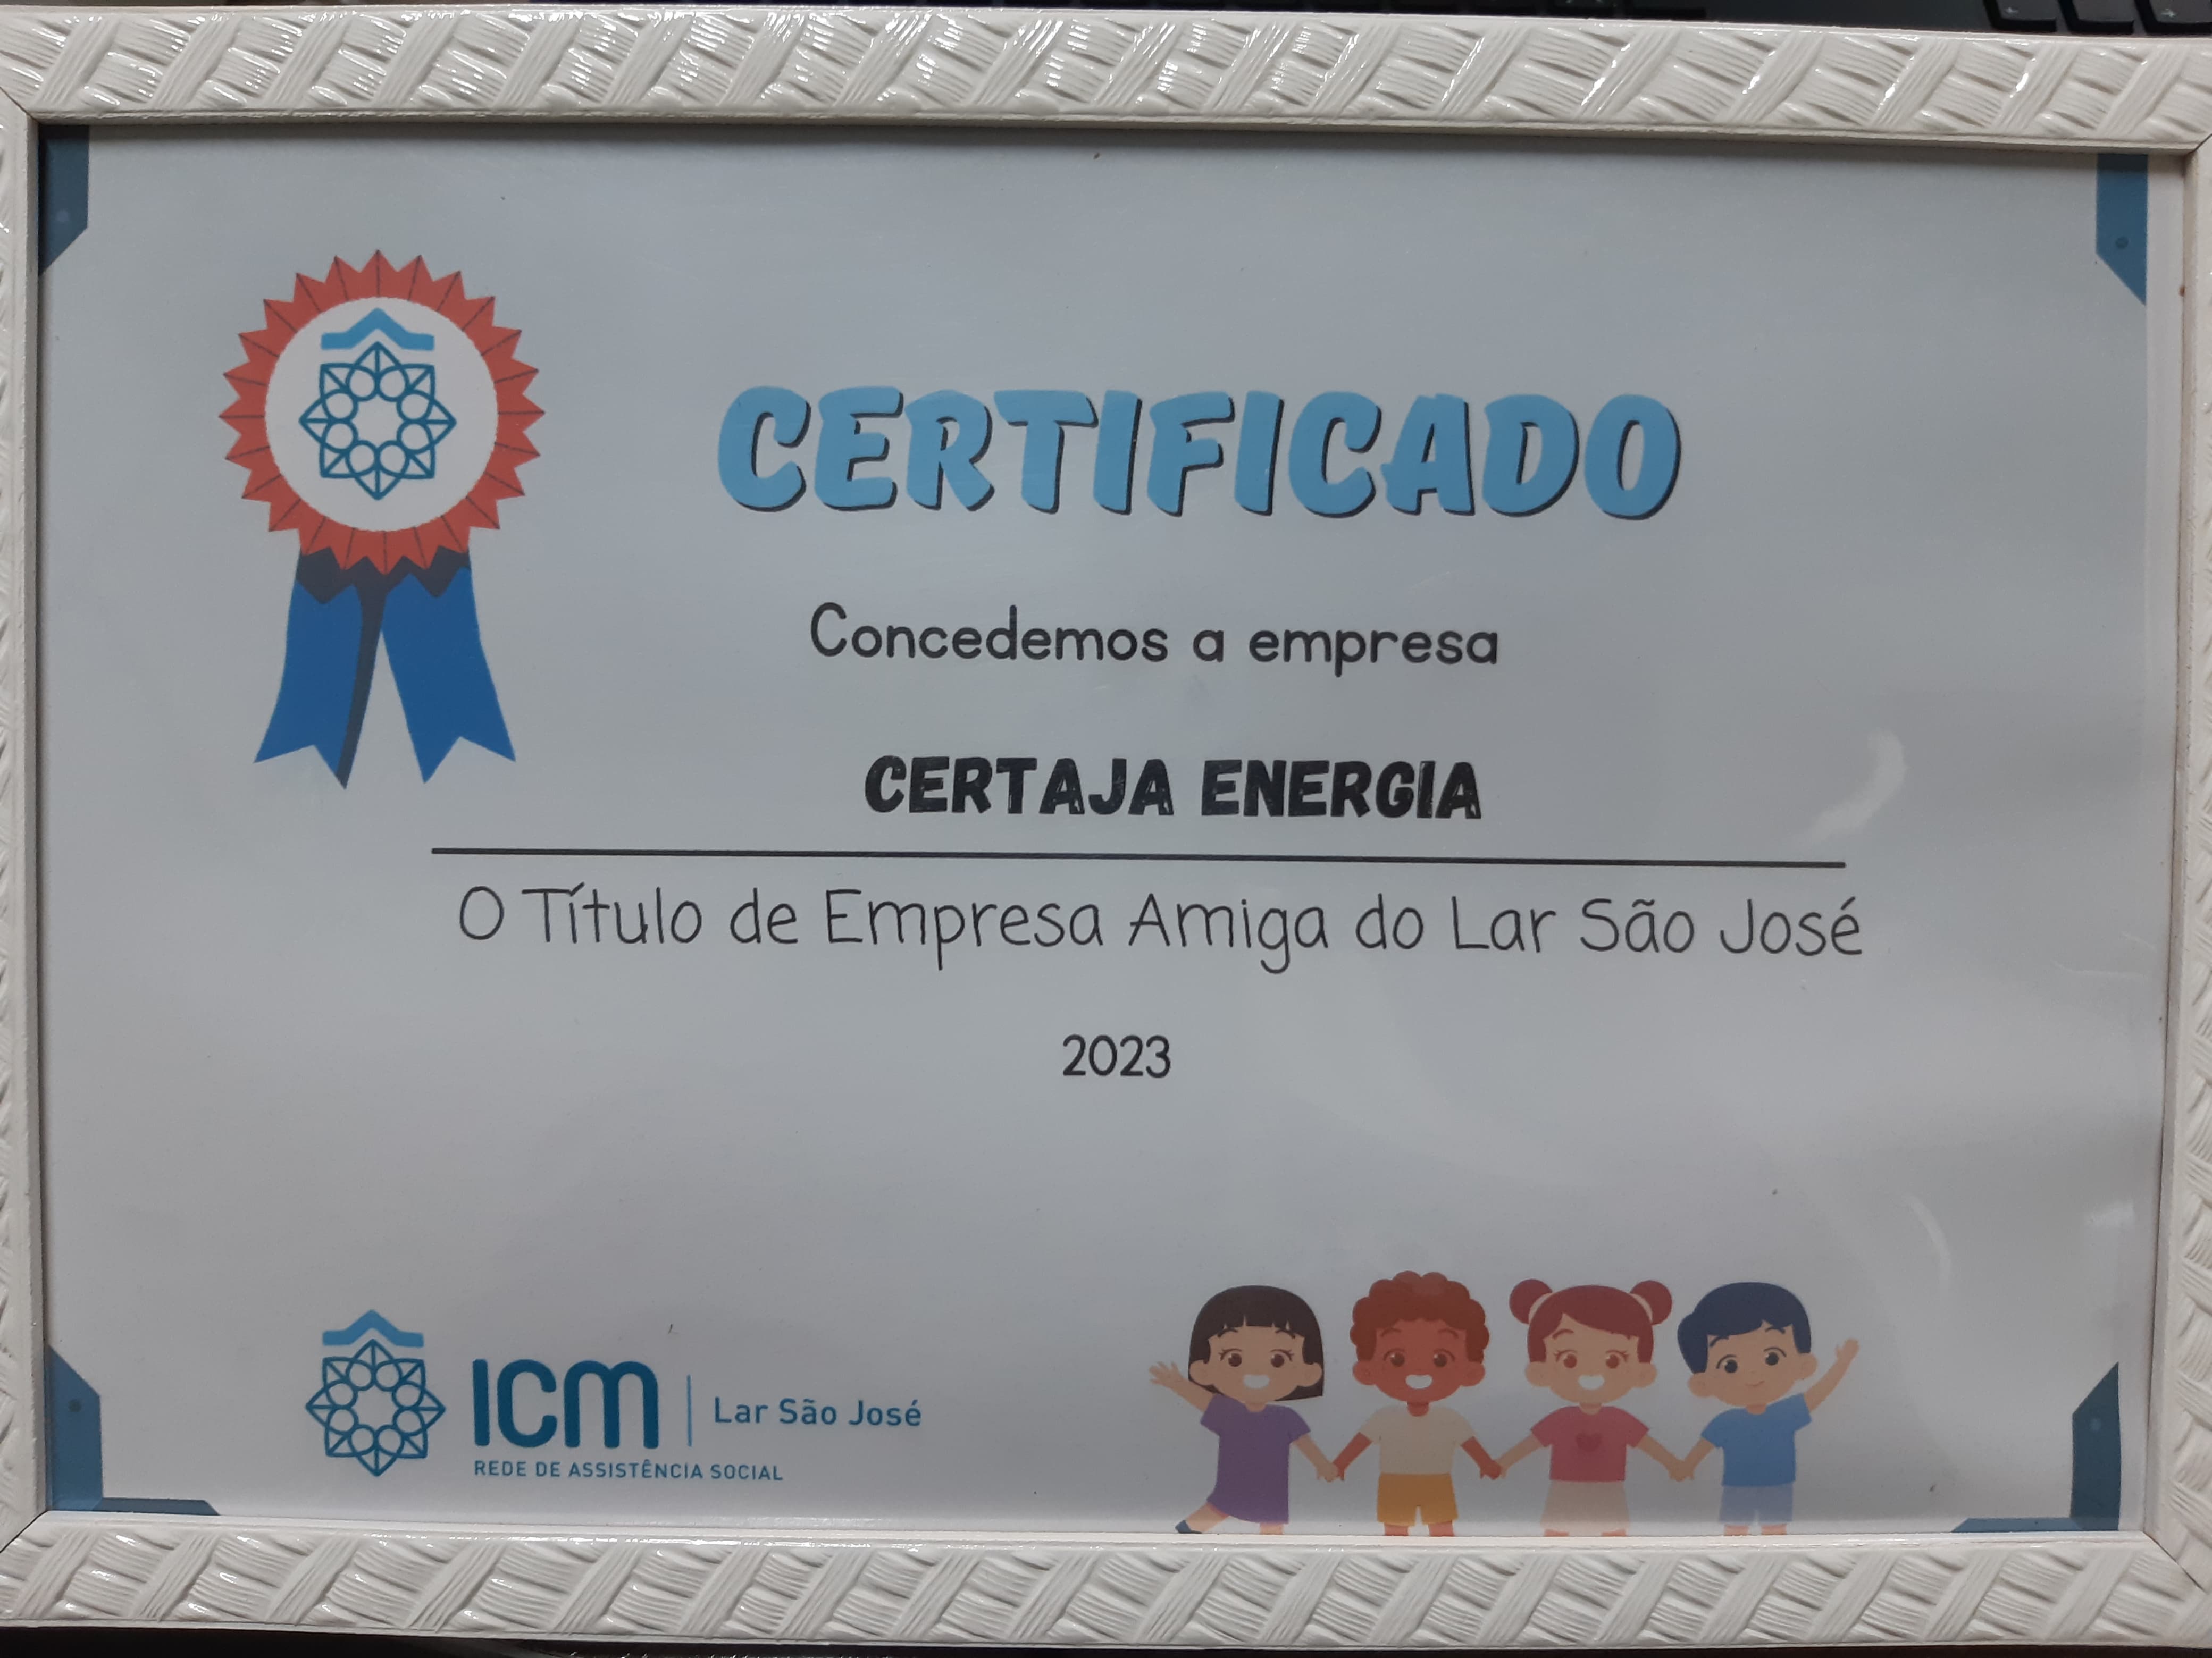 CERTIFICADO
Concedemos a empresa
CERTAJA ENERGIA
O Título de Empresa Amiga do Lar São José
2023
ICM | Lar São José
REDE DE ASSISTÊNCIA SOCIAL